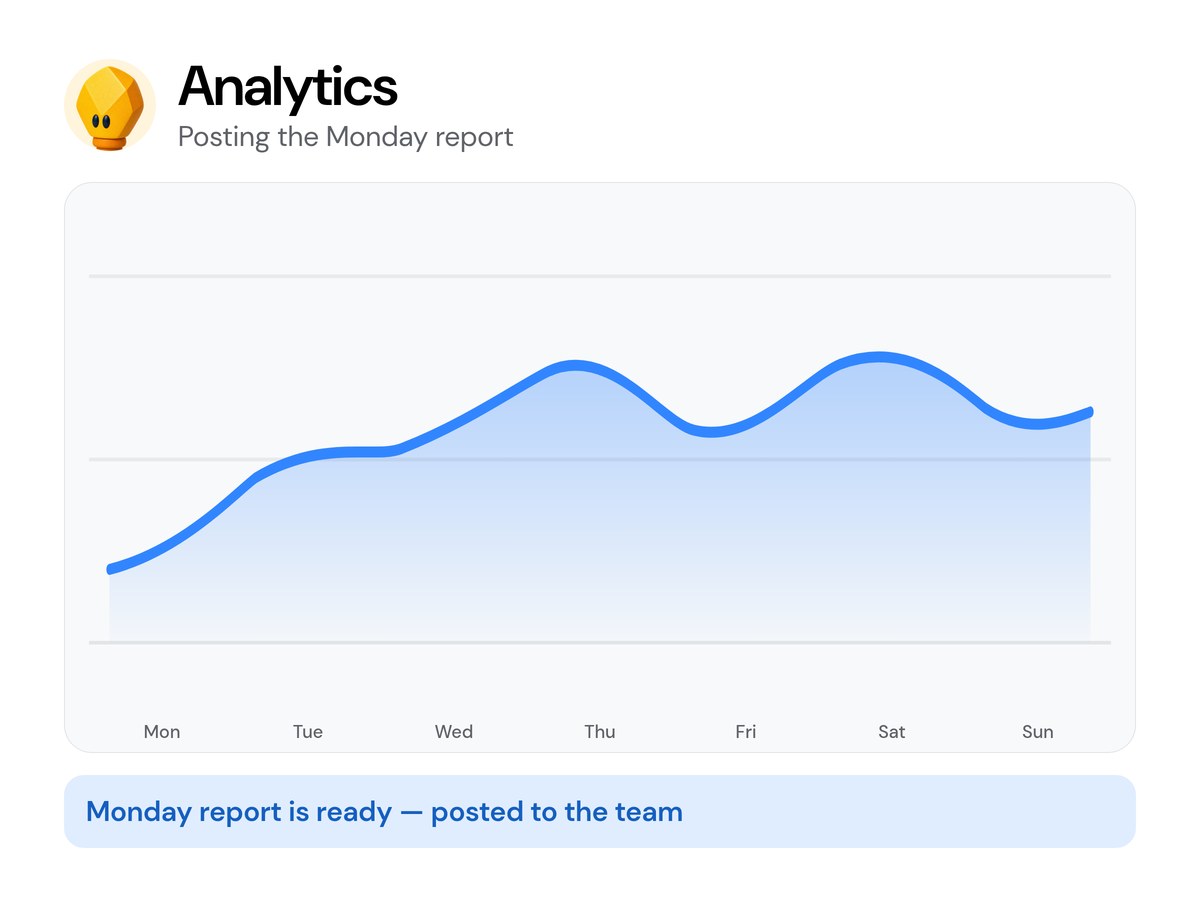 Analytics
Posting the Monday report
Mon Tue Wed Thu Fri Sat Sun
Monday report is ready — posted to the team